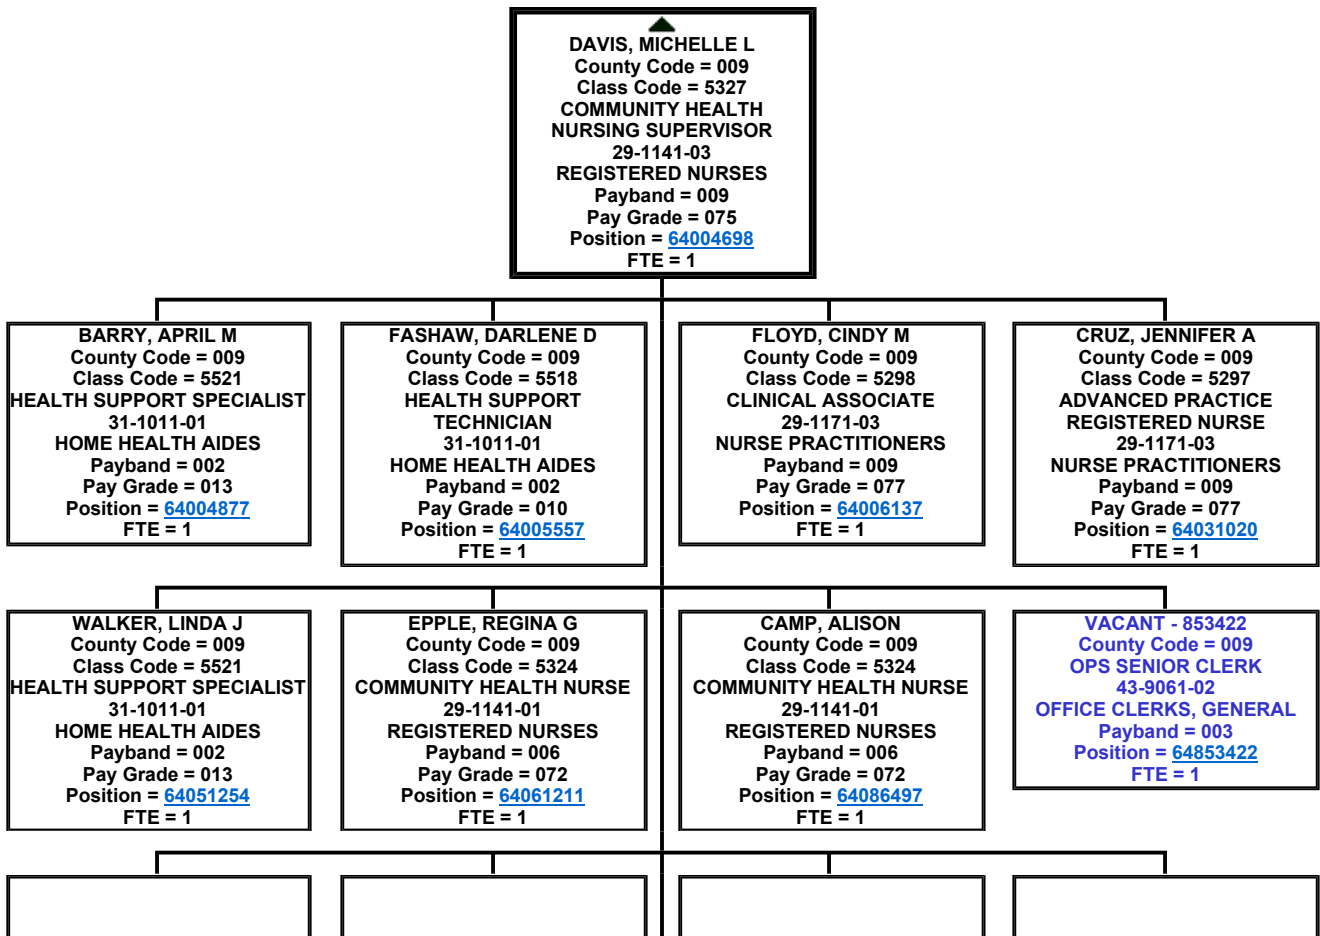 DAVIS, MICHELLE L
County Code = 009
Class Code = 5327
COMMUNITY HEALTH
NURSING SUPERVISOR
29-1141-03
REGISTERED NURSES
Payband = 009
Pay Grade = 075
Position = 64004698
FTE = 1
BARRY, APRIL M
County Code = 009
Class Code = 5521
HEALTH SUPPORT SPECIALIST
31-1011-01
HOME HEALTH AIDES
Payband = 002
Pay Grade = 013
Position = 64004877
FTE = 1
FASHAW, DARLENE D
County Code = 009
Class Code = 5518
HEALTH SUPPORT
TECHNICIAN
31-1011-01
HOME HEALTH AIDES
Payband = 002
Pay Grade = 010
Position = 64005557
FTE = 1
FLOYD, CINDY M
County Code = 009
Class Code = 5298
CLINICAL ASSOCIATE
29-1171-03
NURSE PRACTITIONERS
Payband = 009
Pay Grade = 077
Position = 64006137
FTE = 1
CRUZ, JENNIFER A
County Code = 009
Class Code = 5297
ADVANCED PRACTICE
REGISTERED NURSE
29-1171-03
NURSE PRACTITIONERS
Payband = 009
Pay Grade = 077
Position = 64031020
FTE = 1
WALKER, LINDA J
County Code = 009
Class Code = 5521
HEALTH SUPPORT SPECIALIST
31-1011-01
HOME HEALTH AIDES
Payband = 002
Pay Grade = 013
Position = 64051254
FTE = 1
EPPLE, REGINA G
County Code = 009
Class Code = 5324
COMMUNITY HEALTH NURSE
29-1141-01
REGISTERED NURSES
Payband = 006
Pay Grade = 072
Position = 64061211
FTE = 1
CAMP, ALISON
County Code = 009
Class Code = 5324
COMMUNITY HEALTH NURSE
29-1141-01
REGISTERED NURSES
Payband = 006
Pay Grade = 072
Position = 64086497
FTE = 1
VACANT - 853422
County Code = 009
OPS SENIOR CLERK
43-9061-02
OFFICE CLERKS, GENERAL
Payband = 003
Position = 64853422
FTE = 1